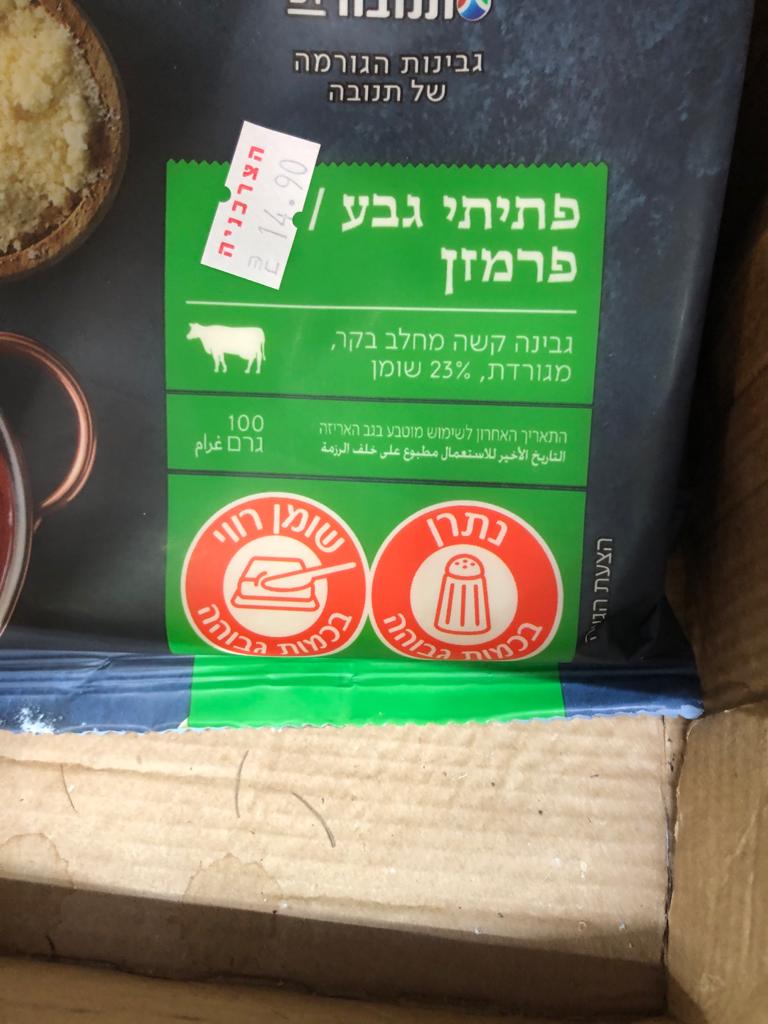 תנובה
גבינות הגורמה
של תנובה
הצרכניה
₪ 14.90
פתיתי גבע /
פרמזן
גבינה קשה מחלב בקר,
מגורדת, 23% שומן
התאריך האחרון לשימוש מוטבע בגב האריזה
التاريخ الأخير للاستعمال مطبوع على خلف الرزمة
100
גרם غرام
שומן רווי
בכמות גבוהה
נתרן
בכמות גבוהה
הצעת